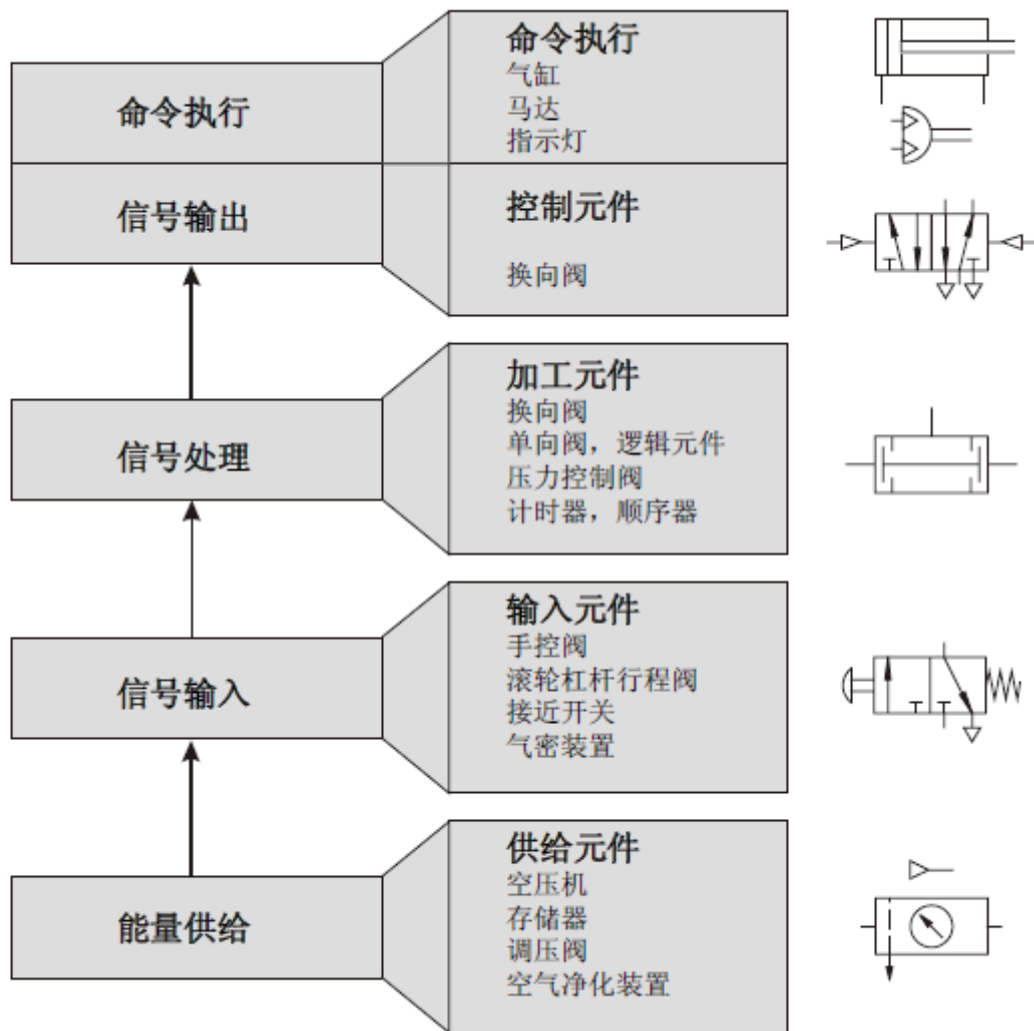 命令执行
命令执行
气缸
马达
指示灯
信号输出
控制元件
换向阀
信号处理
加工元件
换向阀
单向阀，逻辑元件
压力控制阀
计时器，顺序器
信号输入
输入元件
手控阀
滚轮杠杆行程阀
接近开关
气密装置
能量供给
供给元件
空压机
存储器
调压阀
空气净化装置